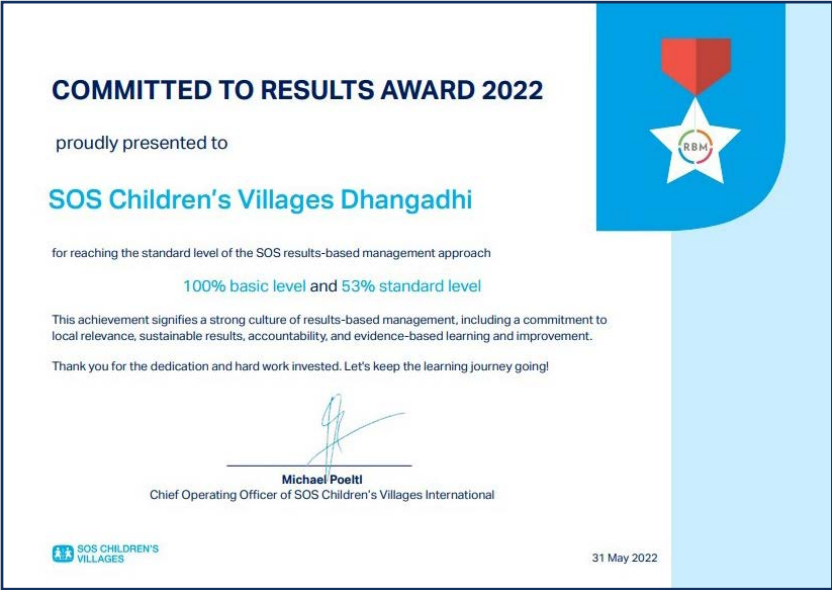 COMMITTED TO RESULTS AWARD 2022
RBM
proudly presented to
SOS Children's Villages Dhangadhi
for reaching the standard level of the SOS results-based management approach
100% basic level and 53% standard level
This achievement signifies a strong culture of results-based management, including a commitment to
local relevance, sustainable results, accountability, and evidence-based learning and improvement.
Thank you for the dedication and hard work invested. Let's keep the learning journey going!
Michael Poeltl
Chief Operating Officer of SOS Children's Villages International
SOS CHILDREN'S
VILLAGES
31 May 2022